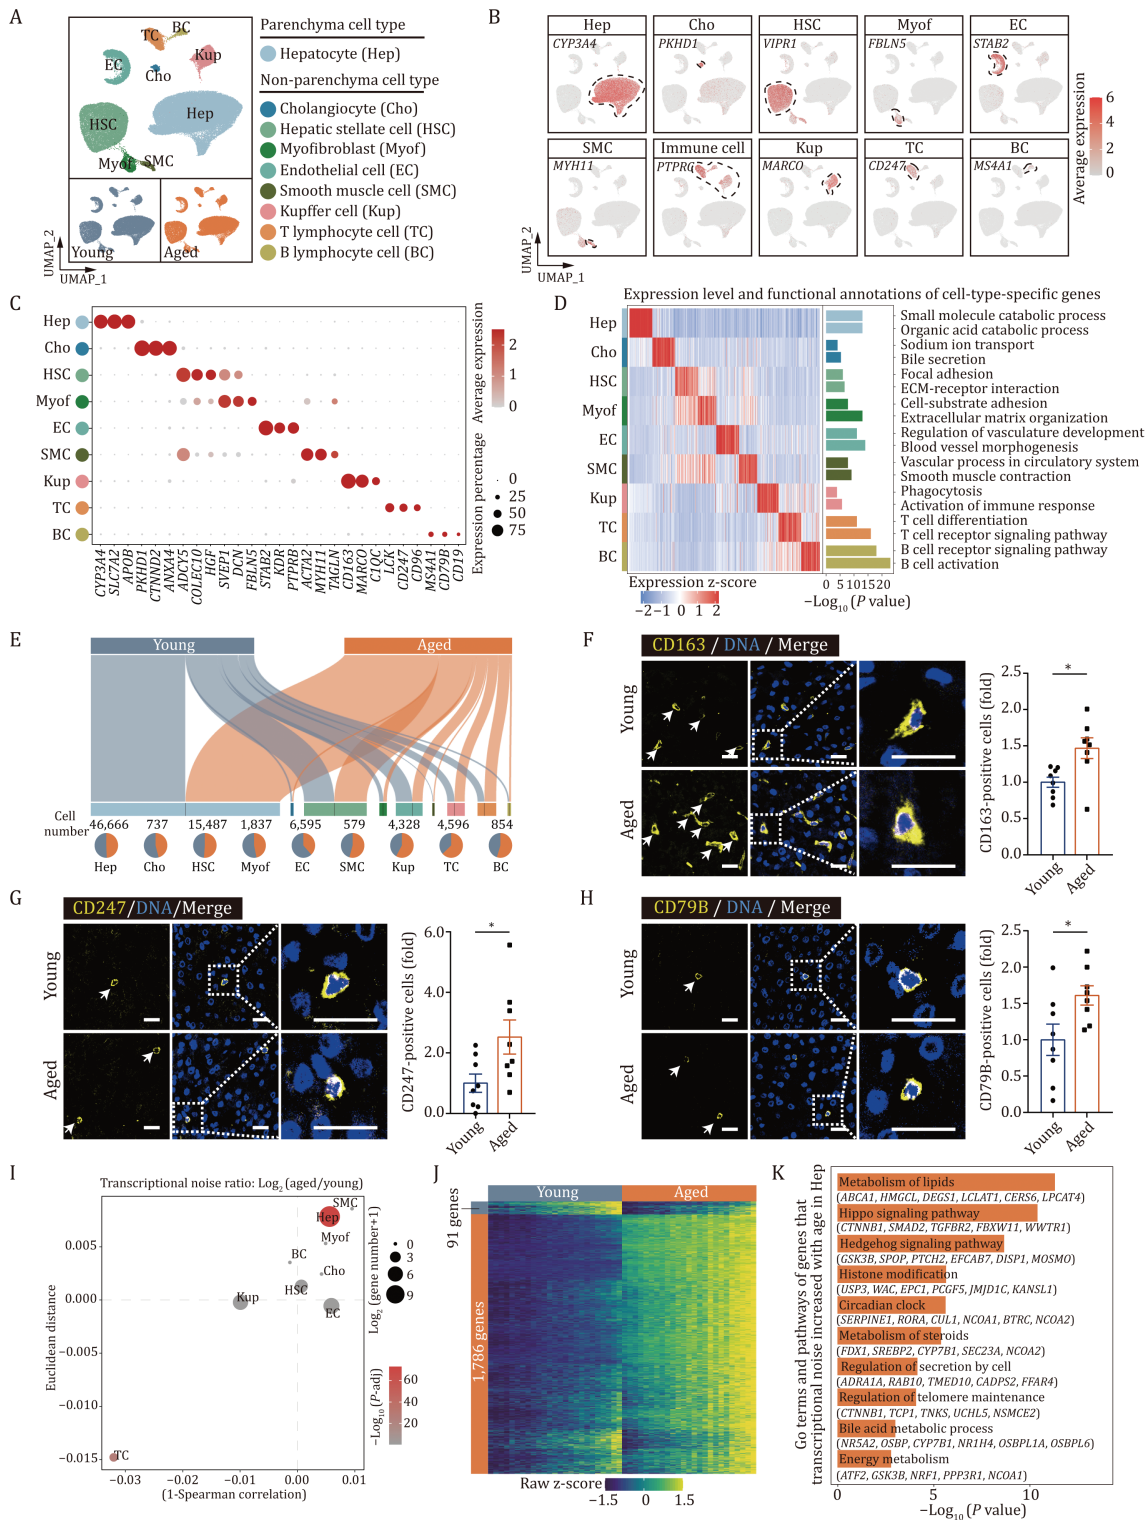 A
TC
BC
EC
Kup
Cho
Hep
HSC
Myof
SMC
Young
Aged
UMAP_2
UMAP_1
Parenchyma cell type
Hepatocyte (Hep)
Non-parenchyma cell type
Cholangiocyte (Cho)
Hepatic stellate cell (HSC)
Myofibroblast (Myof)
Endothelial cell (EC)
Smooth muscle cell (SMC)
Kupffer cell (Kup)
T lymphocyte cell (TC)
B lymphocyte cell (BC)
B
Hep Cho HSC Myof EC
CYP3A4 PKHD1 VIPR1 FBLN5 STAB2
SMC Immune cell Kup TC BC
MYH11 PTPRC MARCO CD247 MS4A1
UMAP_2
UMAP_1
Average expression
6
4
2
0
C
Hep
Cho
HSC
Myof
EC
SMC
Kup
TC
BC
CYP3A4 SLC7A2 APOB PKHD1 CTNND2 ANXA4 ADCY5 COLEC10 HGF SVEP1 DCN FBLN5 STAB2 KDR PTPRB ACTA2 MYH11 TAGLN CD163 MARCO C1QC LCK CD247 CD96 MS4A1 CD79B CD19
Average expression
2
1
0
Expression percentage
0
25
50
75
D
Expression level and functional annotations of cell-type-specific genes
Hep
Cho
HSC
Myof
EC
SMC
Kup
TC
BC
Small molecule catabolic process
Organic acid catabolic process
Sodium ion transport
Bile secretion
Focal adhesion
ECM-receptor interaction
Cell-substrate adhesion
Extracellular matrix organization
Regulation of vasculature development
Blood vessel morphogenesis
Vascular process in circulatory system
Smooth muscle contraction
Phagocytosis
Activation of immune response
T cell differentiation
T cell receptor signaling pathway
B cell receptor signaling pathway
B cell activation
Expression z-score
−2 −1 0 1 2
0 5 10 15 20
−Log10 (P value)
E
Young Aged
Cell number
46,666 737 15,487 1,837 6,595 579 4,328 4,596 854
Hep Cho HSC Myof EC SMC Kup TC BC
F
CD163 / DNA / Merge
Young
Aged
CD163-positive cells (fold)
2.5
2.0
1.5
1.0
0.5
0.0
*
Young Aged
G
CD247/DNA/Merge
Young
Aged
CD247-positive cells (fold)
6.0
4.0
2.0
0.0
*
Young Aged
H
CD79B / DNA / Merge
Young
Aged
CD79B-positive cells (fold)
2.5
2.0
1.5
1.0
0.5
0.0
*
Young Aged
I
Transcriptional noise ratio: Log2 (aged/young)
SMC
Hep
Myof
BC
Cho
HSC
Kup
EC
TC
Euclidean distance
0.005
0.000
−0.005
−0.010
−0.015
−0.03 −0.01 0.00 0.01
(1-Spearman correlation)
Log2 (gene number+1)
0
3
6
9
−Log10 (P-adj)
60
40
20
J
Young Aged
91 genes
1,786 genes
Raw z-score
−1.5 0 1.5
K
Go terms and pathways of genes that
transcriptional noise increased with age in Hep
Metabolism of lipids
(ABCA1, HMGCL, DEGS1, LCLAT1, CERS6, LPCAT4)
Hippo signaling pathway
(CTNNB1, SMAD2, TGFBR2, FBXW11, WWTR1)
Hedgehog signaling pathway
(GSK3B, SPOP, PTCH2, EFCAB7, DISP1, MOSMO)
Histone modification
(USP3, WAC, EPC1, PCGF5, JMJD1C, KANSL1)
Circadian clock
(SERPINE1, RORA, CUL1, NCOA1, BTRC, NCOA2)
Metabolism of steroids
(FDX1, SREBP2, CYP7B1, SEC23A, NCOA2)
Regulation of secretion by cell
(ADRA1A, RAB10, TMED10, CADPS2, FFAR4)
Regulation of telomere maintenance
(CTNNB1, TCP1, TNKS, UCHL5, NSMCE2)
Bile acid metabolic process
(NR5A2, OSBP, CYP7B1, NR1H4, OSBPL1A, OSBPL6)
Energy metabolism
(ATF2, GSK3B, NRF1, PPP3R1, NCOA1)
0 5 10
−Log10 (P value)